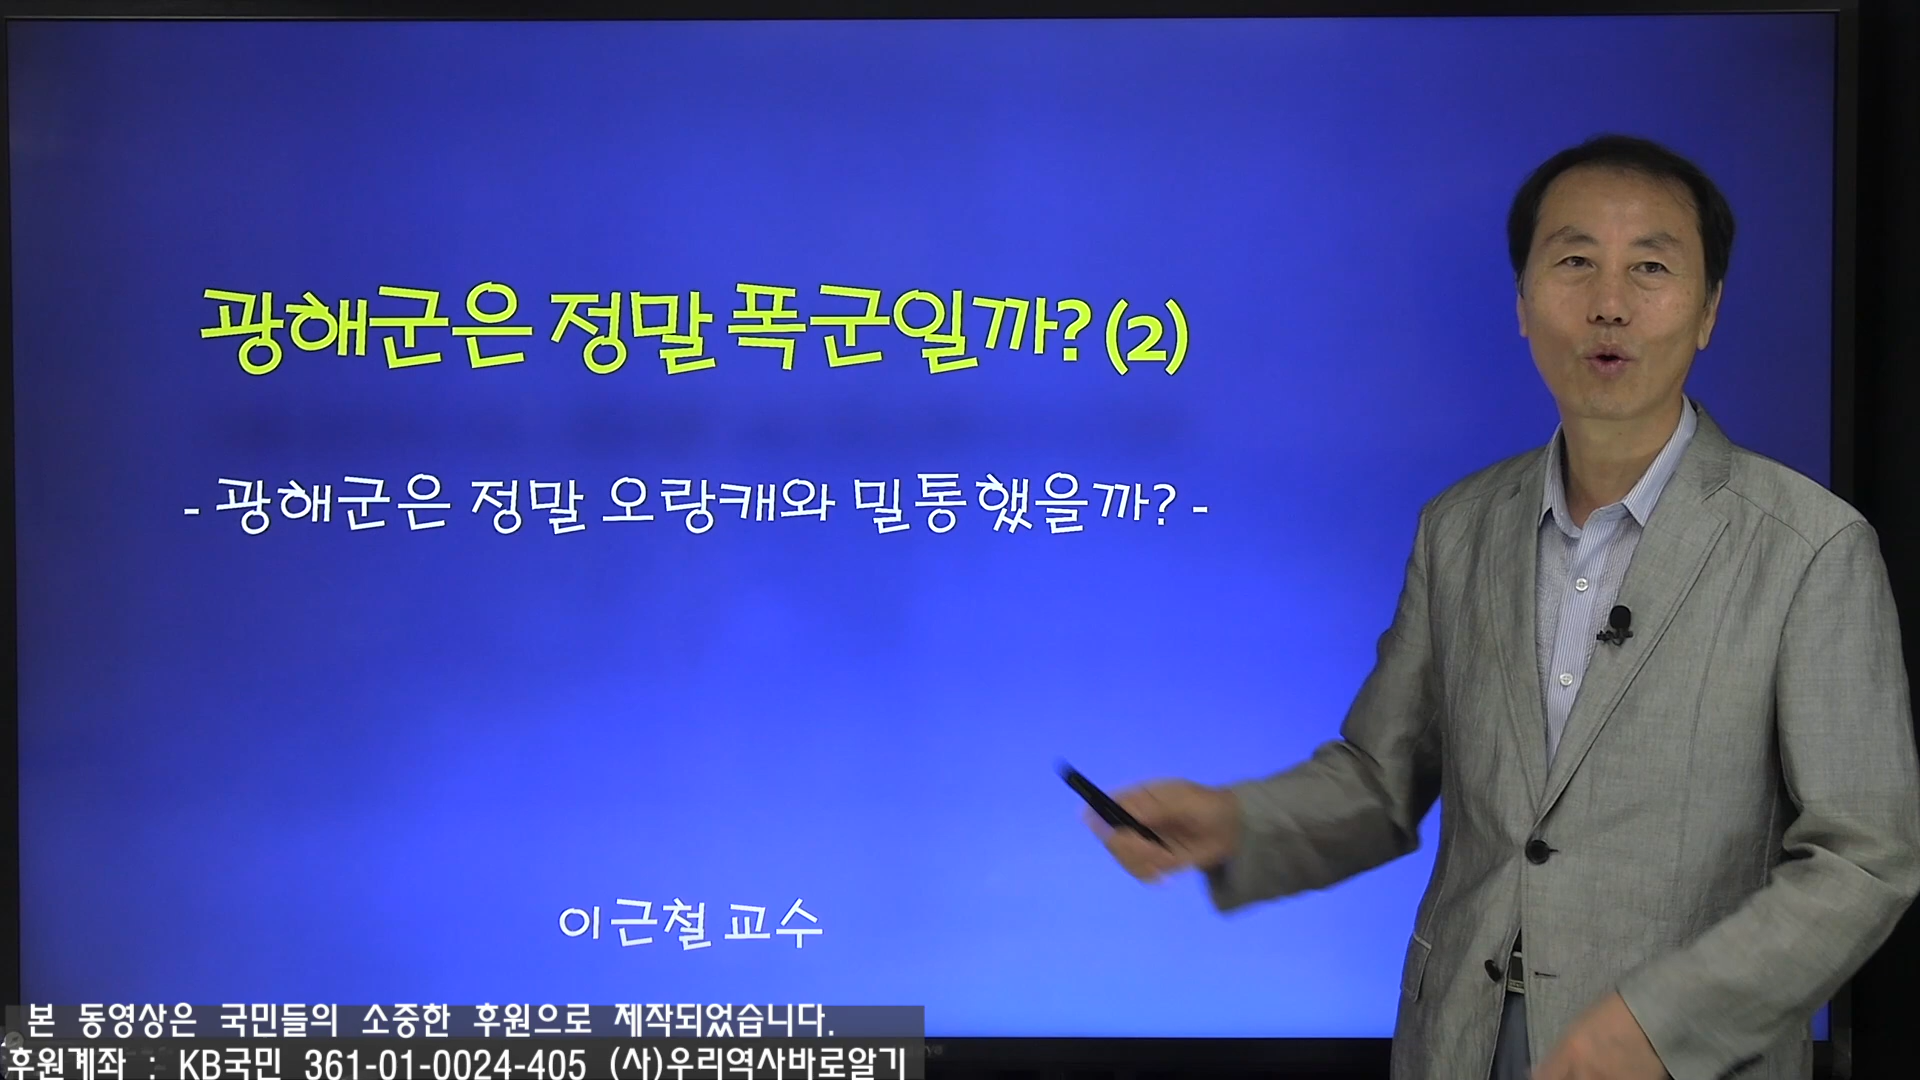 광해군은 정말 폭군일까? (2)
- 광해군은 정말 오랑캐와 밀통했을까? -
이근철 교수
본 동영상은 국민들의 소중한 후원으로 제작되었습니다.
후원계좌 : KB국민 361-01-0024-405 (사)우리역사바로알기